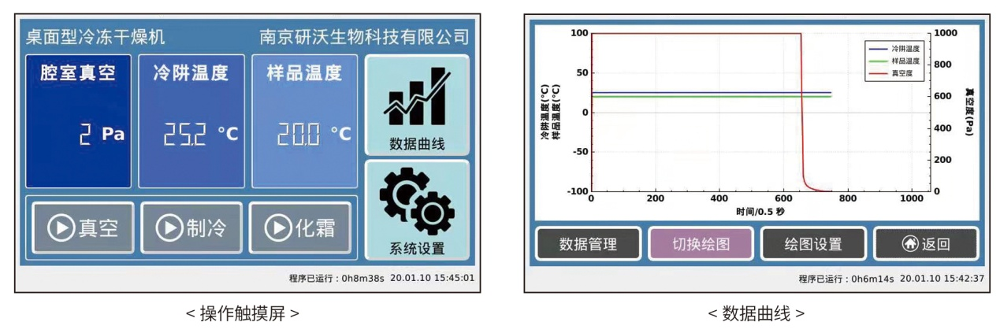 桌面型冷冻干燥机 南京研沃生物科技有限公司
腔室真空 冷阱温度 样品温度
2 Pa 25.2 °C 20.0 °C
数据曲线
真空 制冷 化霜
系统设置
程序已运行：0h8m38s 20.01.10 15:45:01
< 操作触摸屏 >
100 1000
冷阱温度
样品温度
真空度
50 800
0 600
400
-50 200
-100 0
0 200 400 600 800 1000
时间/0.5 秒
冷阱温度(°C)
样品温度(°C)
真空度(Pa)
数据管理 切换绘图 绘图设置 返回
程序已运行：0h6m14s 20.01.10 15:42:37
< 数据曲线 >